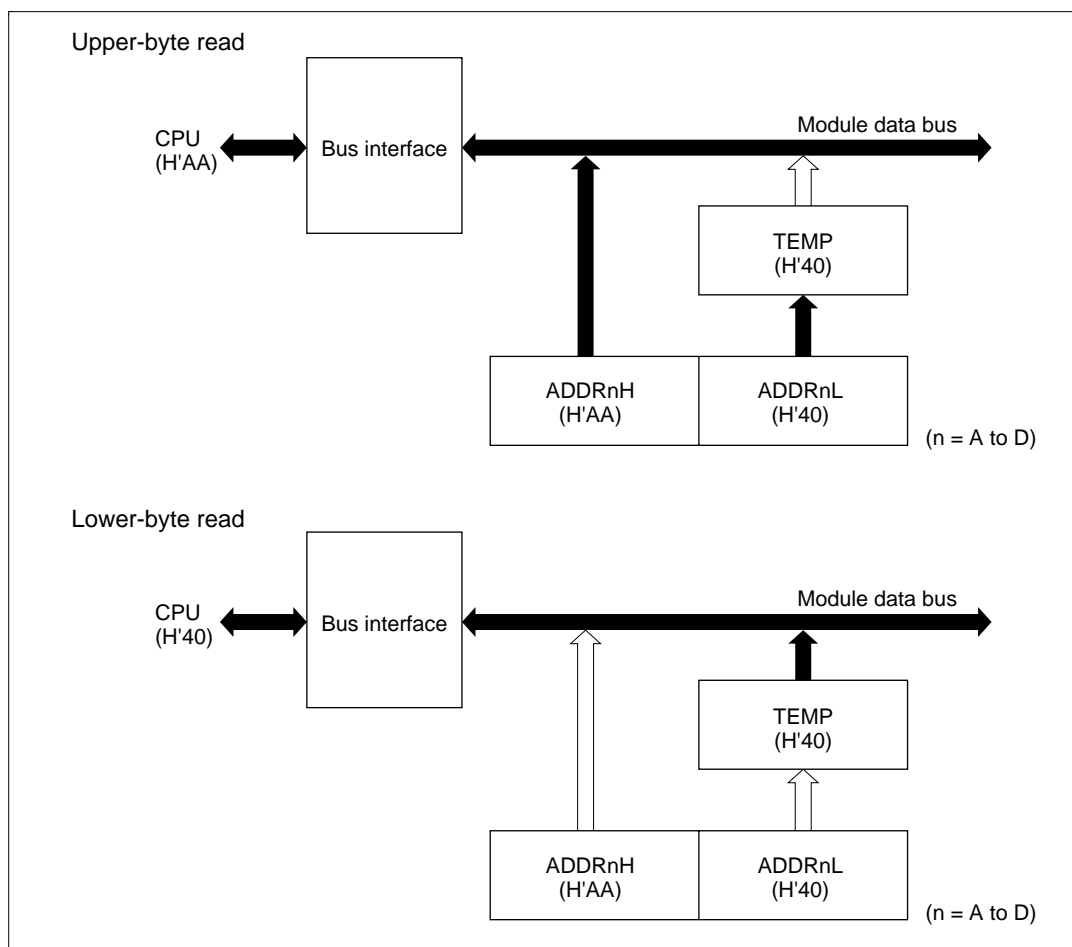 Upper-byte read
Module data bus
CPU
(H'AA)
Bus interface
TEMP
(H'40)
ADDRnH
(H'AA)
ADDRnL
(H'40)
(n = A to D)
Lower-byte read
Module data bus
CPU
(H'40)
Bus interface
TEMP
(H'40)
ADDRnH
(H'AA)
ADDRnL
(H'40)
(n = A to D)